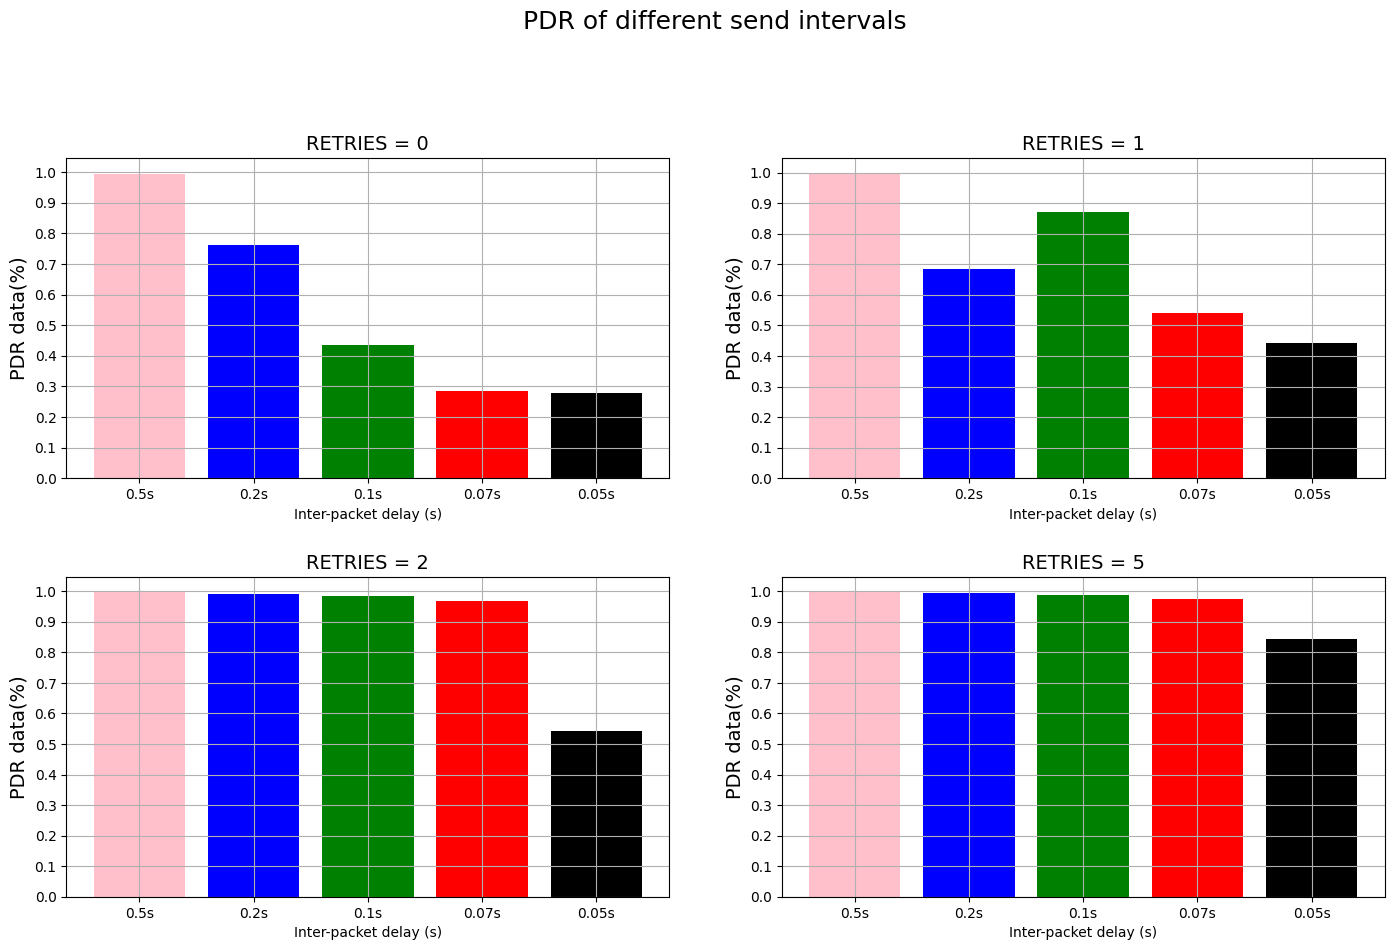 PDR of different send intervals
RETRIES = 0
PDR data(%)
1.0
0.9
0.8
0.7
0.6
0.5
0.4
0.3
0.2
0.1
0.0
0.5s 0.2s 0.1s 0.07s 0.05s
Inter-packet delay (s)
RETRIES = 1
PDR data(%)
1.0
0.9
0.8
0.7
0.6
0.5
0.4
0.3
0.2
0.1
0.0
0.5s 0.2s 0.1s 0.07s 0.05s
Inter-packet delay (s)
RETRIES = 2
PDR data(%)
1.0
0.9
0.8
0.7
0.6
0.5
0.4
0.3
0.2
0.1
0.0
0.5s 0.2s 0.1s 0.07s 0.05s
Inter-packet delay (s)
RETRIES = 5
PDR data(%)
1.0
0.9
0.8
0.7
0.6
0.5
0.4
0.3
0.2
0.1
0.0
0.5s 0.2s 0.1s 0.07s 0.05s
Inter-packet delay (s)